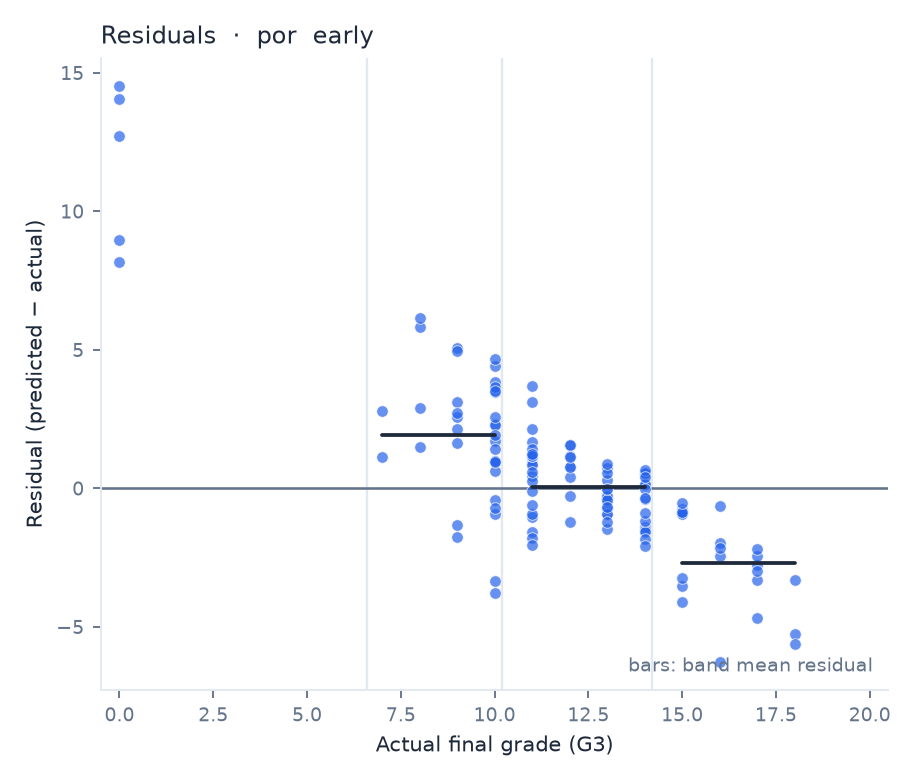 Residuals · por early
Residual (predicted − actual)
15
10
5
0
−5
bars: band mean residual
0.0 2.5 5.0 7.5 10.0 12.5 15.0 17.5 20.0
Actual final grade (G3)